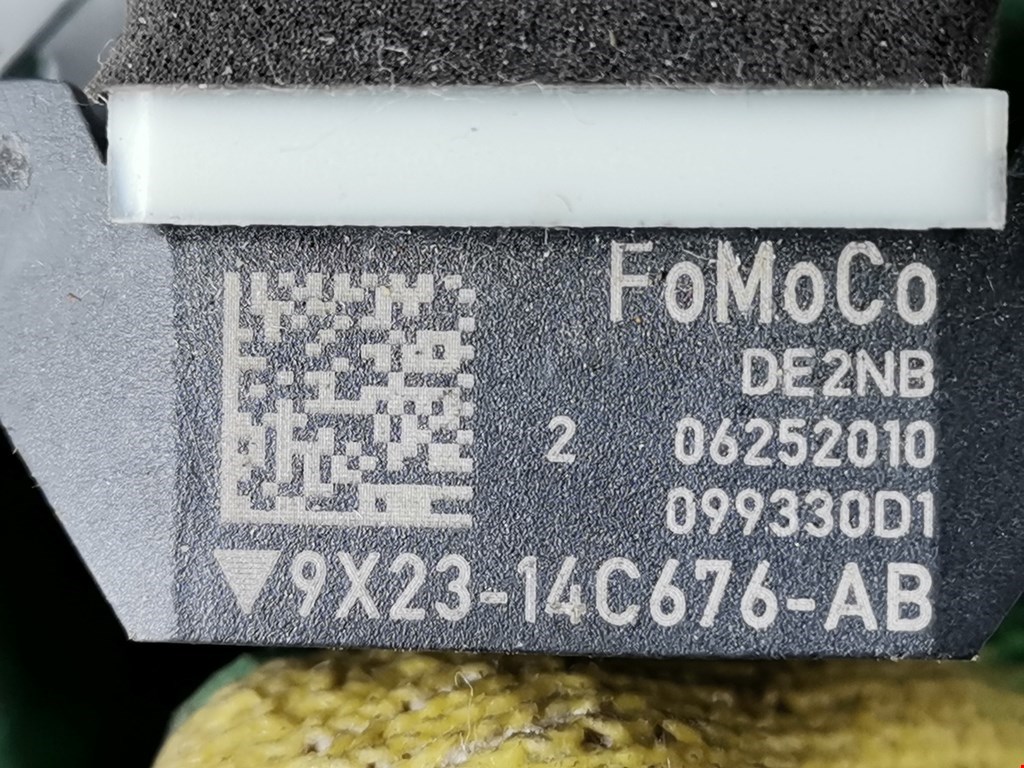 FoMoCo
DE2NB
2 06252010
099330D1
9X23-14C676-AB